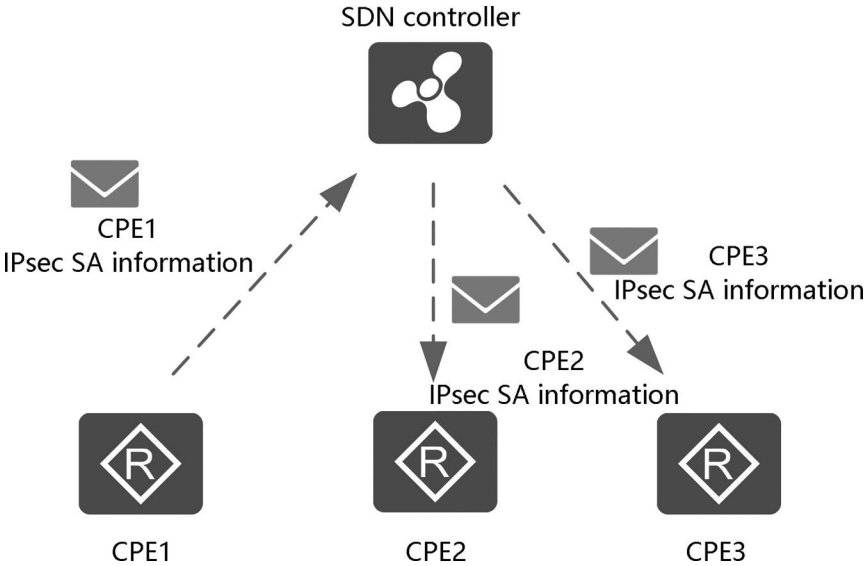 SDN controller
CPE1
IPsec SA information
CPE3
IPsec SA information
CPE2
IPsec SA information
R
R
R
CPE1
CPE2
CPE3